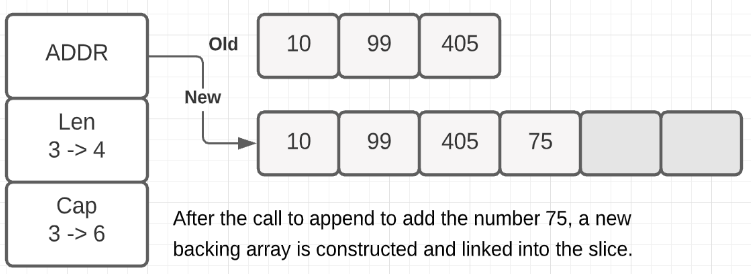 ADDR
Len
3 -> 4
Cap
3 -> 6
Old
10 99 405
New
10 99 405 75
After the call to append to add the number 75, a new
backing array is constructed and linked into the slice.